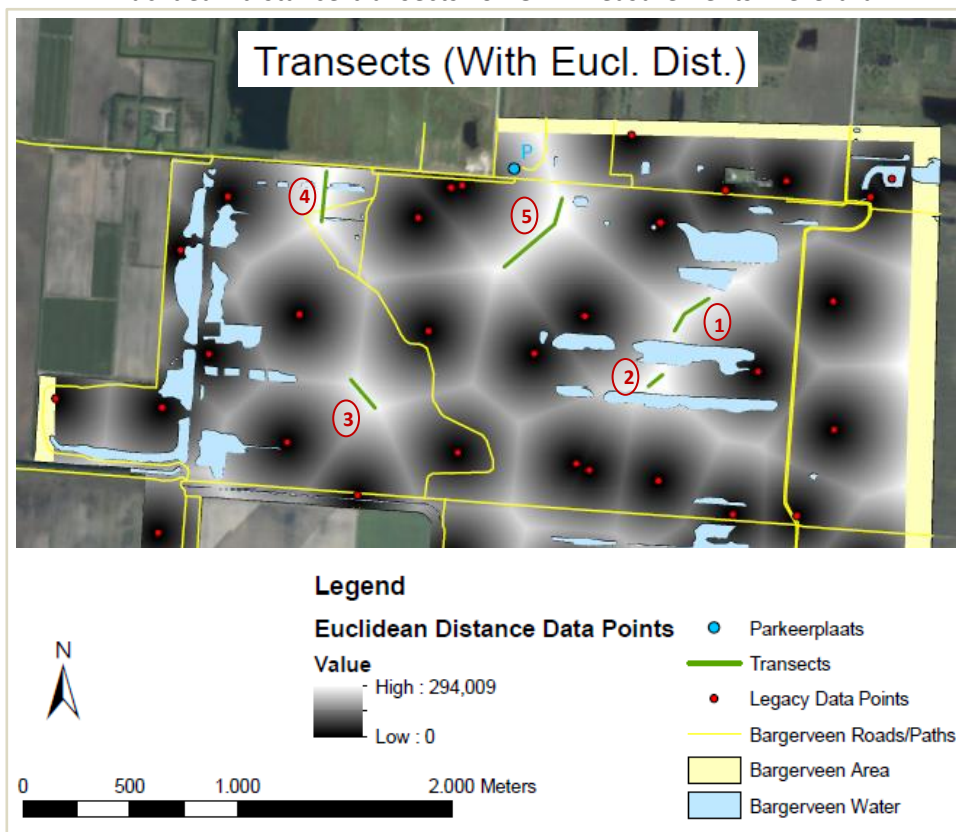 Transects (With Eucl. Dist.)
P
4
5
1
2
3
Legend
Euclidean Distance Data Points
Value
High : 294,009
Low : 0
N
0 500 1.000 2.000 Meters
Parkeerplaats
Transects
Legacy Data Points
Bargerveen Roads/Paths
Bargerveen Area
Bargerveen Water